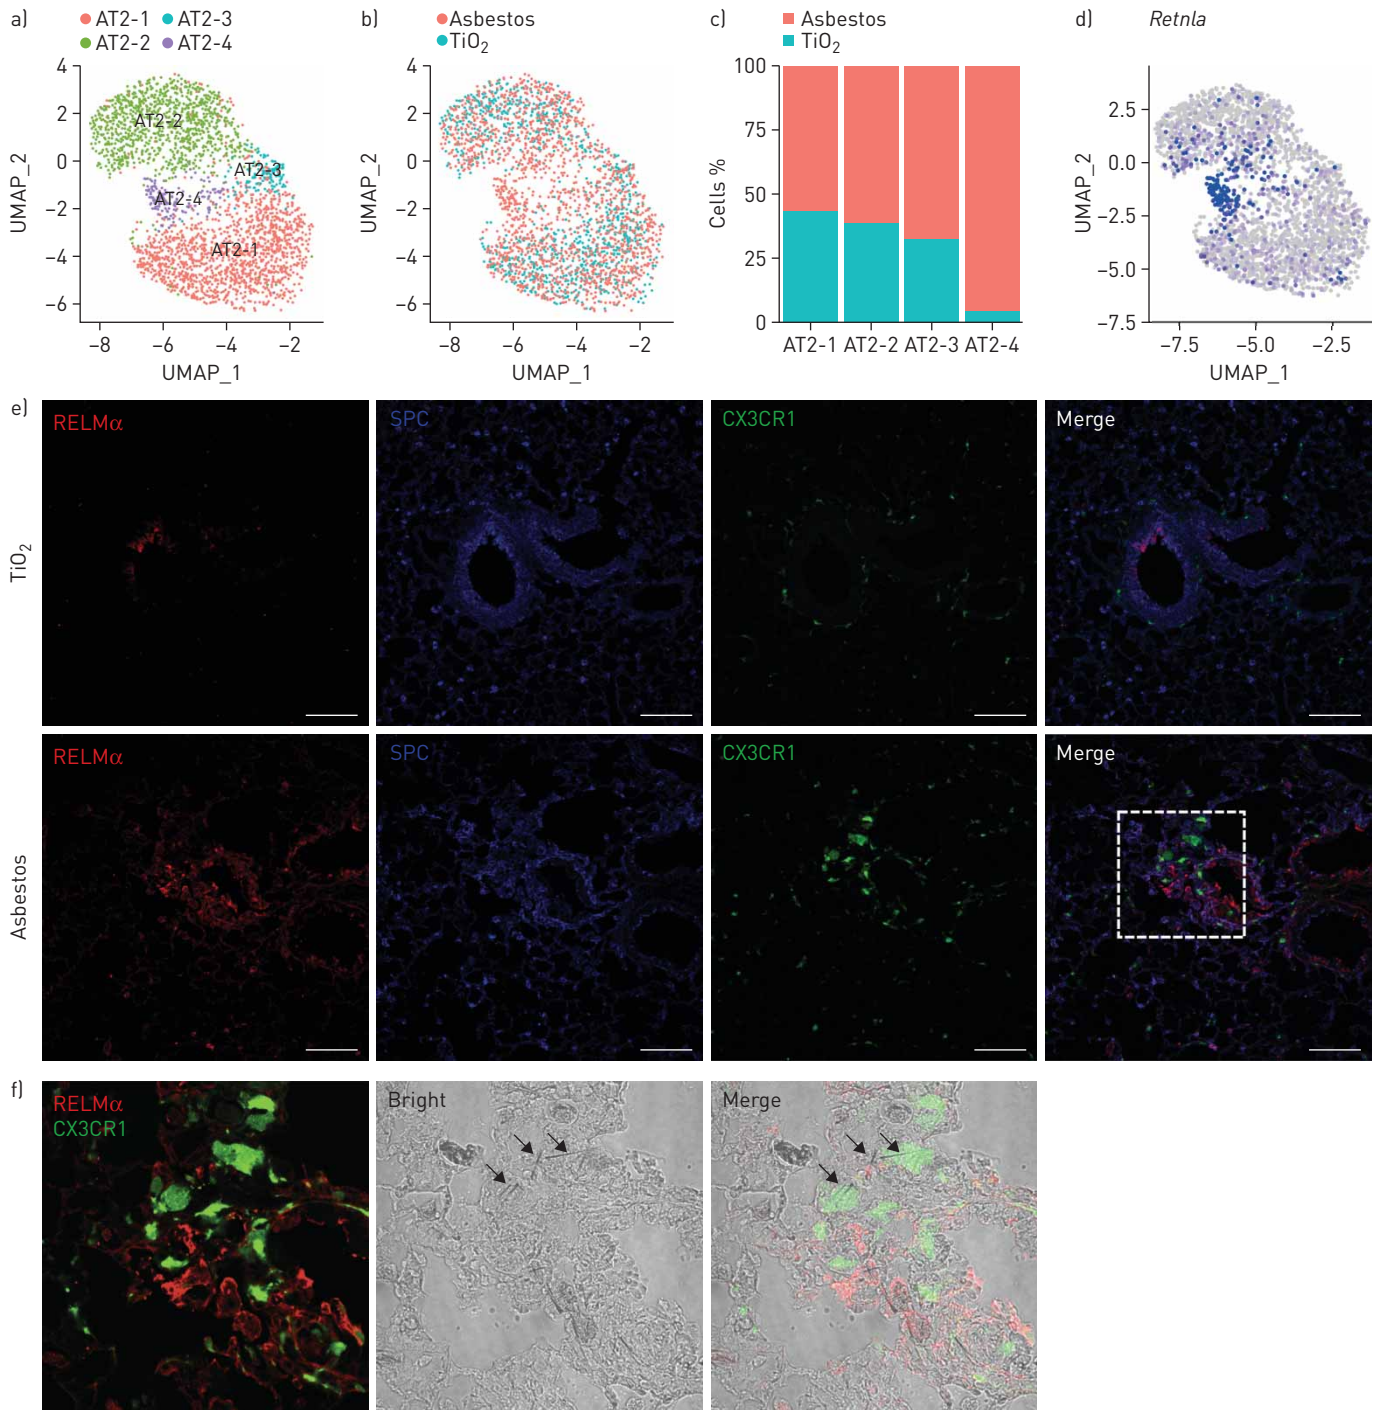 a)
AT2-1 AT2-3
AT2-2 AT2-4
4
2
0
−2
−4
−6
UMAP_2
AT2-2
AT2-3
AT2-4
AT2-1
−8 −6 −4 −2
UMAP_1
b)
Asbestos
TiO₂
4
2
0
−2
−4
−6
UMAP_2
−8 −6 −4 −2
UMAP_1
c)
Asbestos
TiO₂
100
75
50
25
0
Cells %
AT2-1 AT2-2 AT2-3 AT2-4
d) Retnla
2.5
0.0
−2.5
−5.0
−7.5
UMAP_2
−7.5 −5.0 −2.5
UMAP_1
e)
TiO₂
RELMα SPC CX3CR1 Merge
Asbestos
RELMα SPC CX3CR1 Merge
f)
RELMα
CX3CR1
Bright
Merge